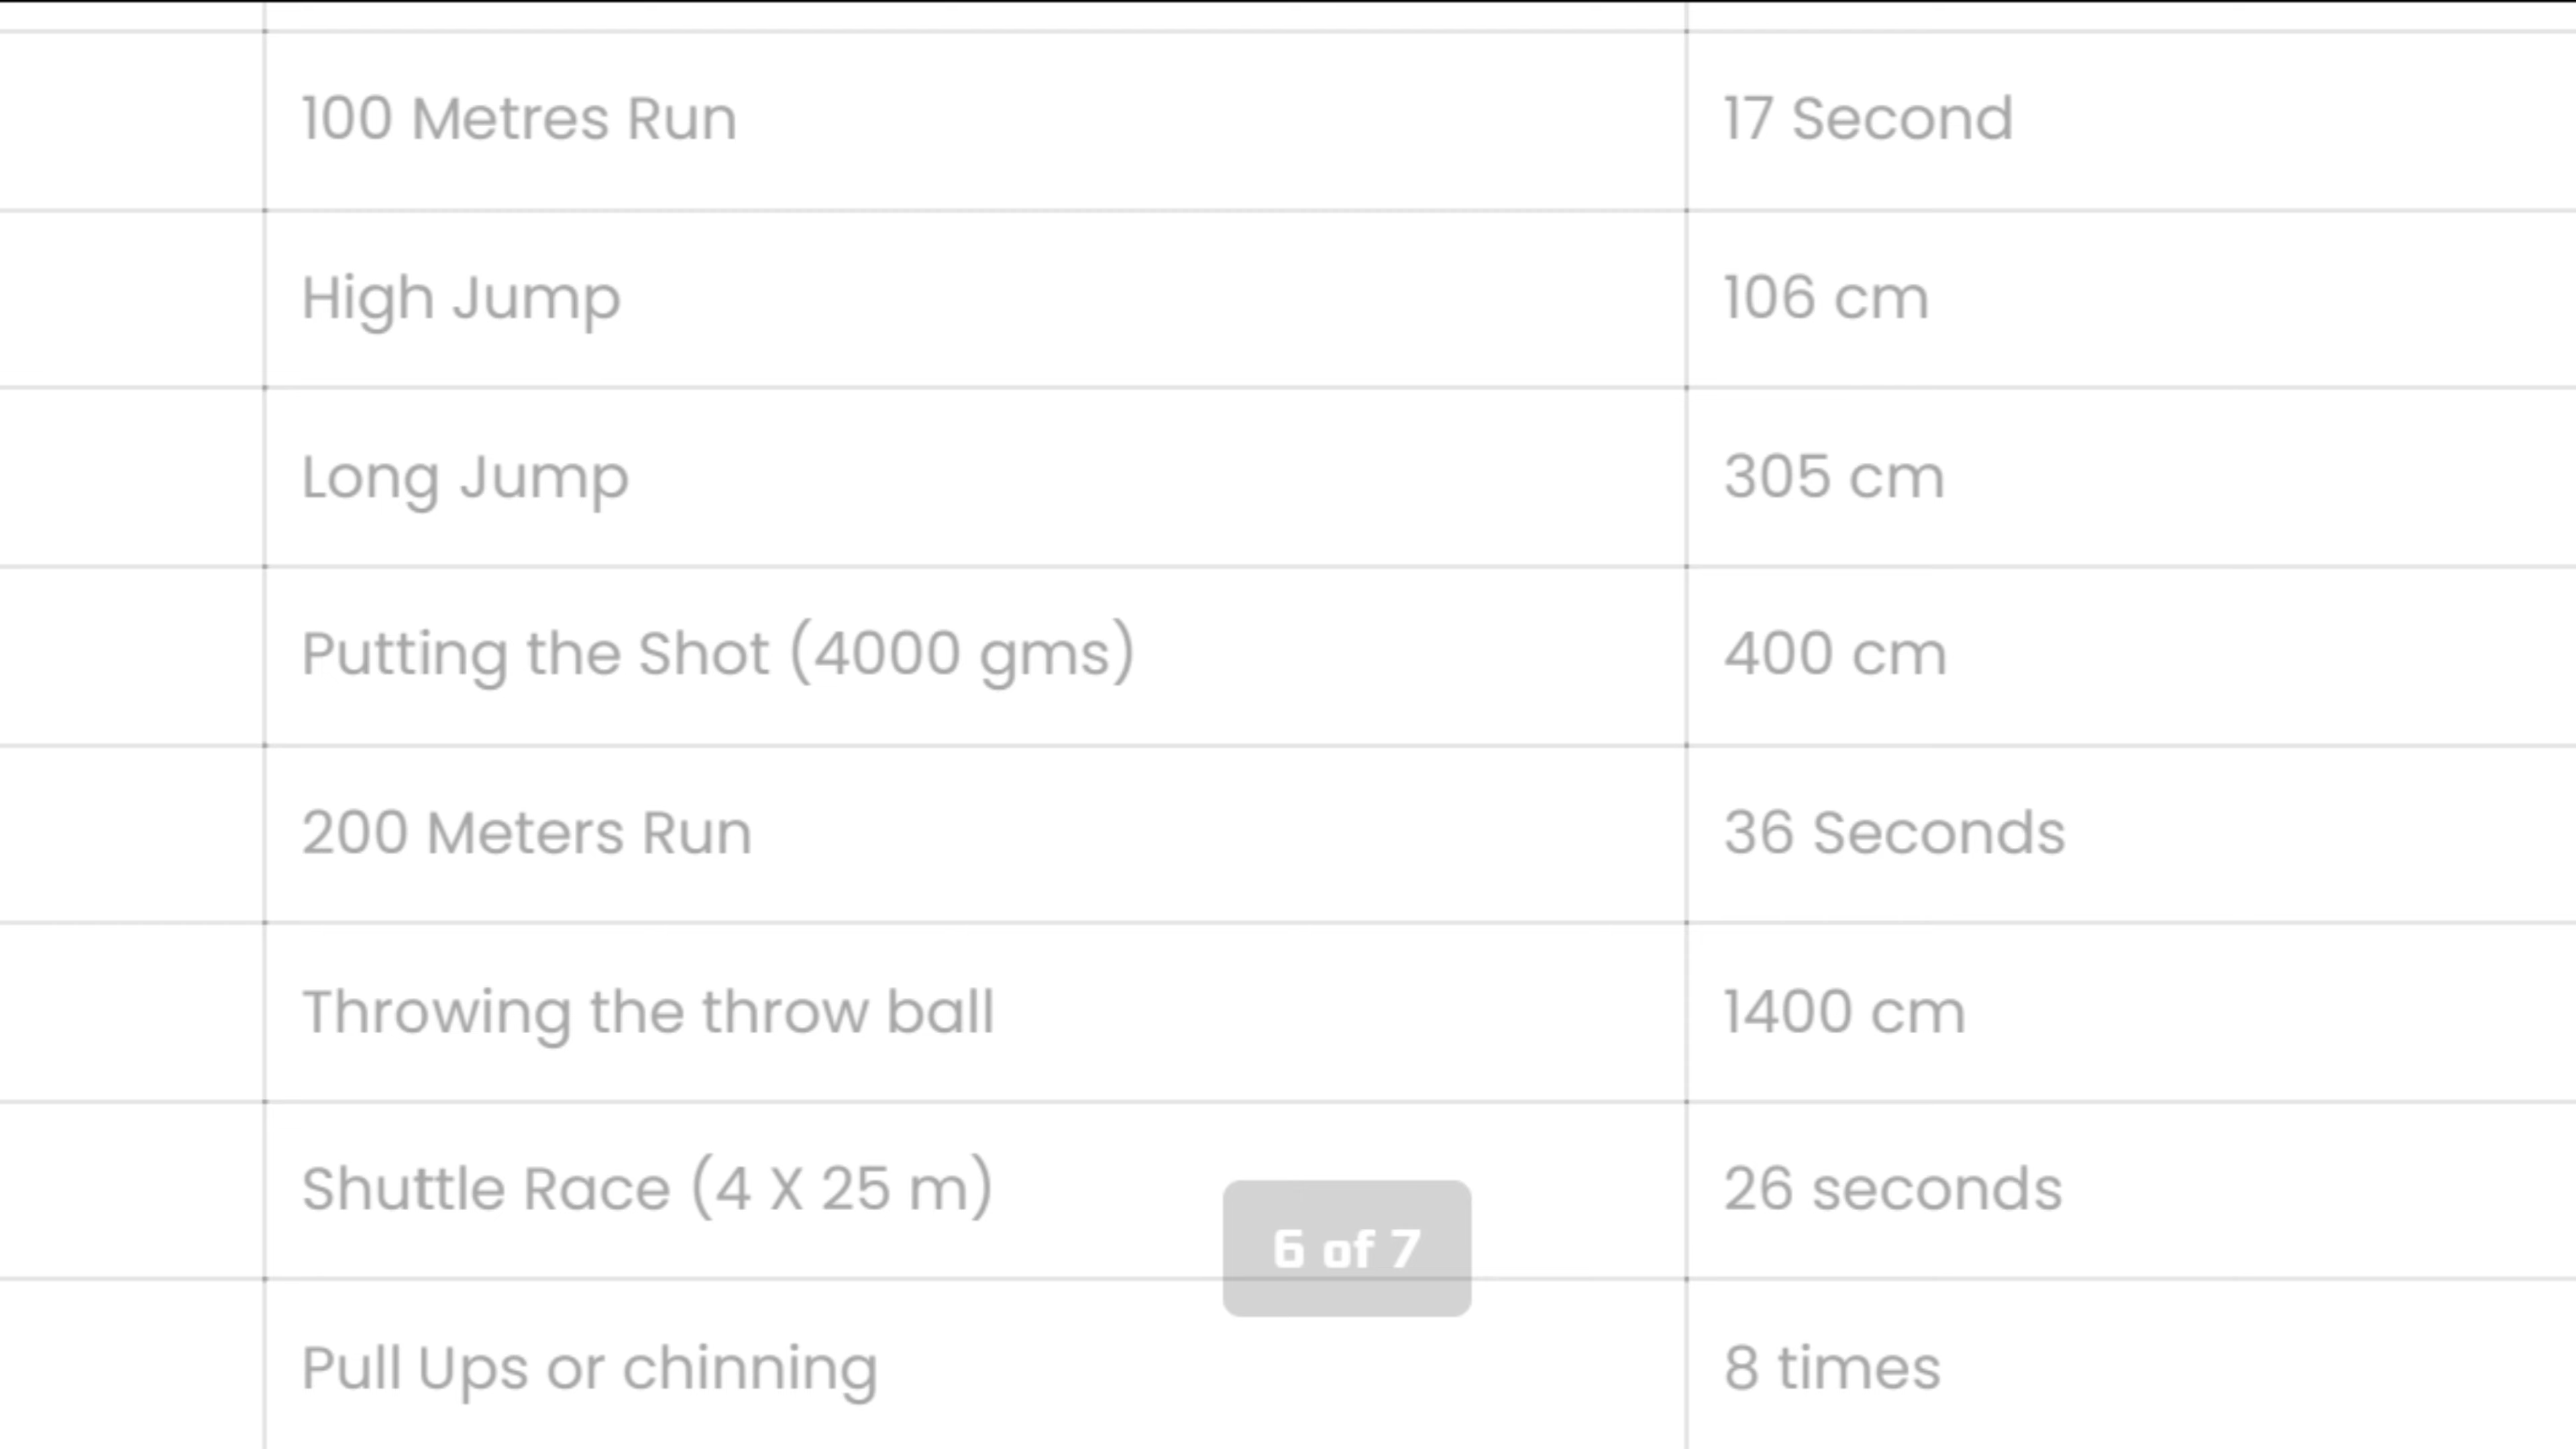 100 Metres Run 17 Second
High Jump 106 cm
Long Jump 305 cm
Putting the Shot (4000 gms) 400 cm
200 Meters Run 36 Seconds
Throwing the throw ball 1400 cm
Shuttle Race (4 X 25 m) 26 seconds
6 of 7
Pull Ups or chinning 8 times